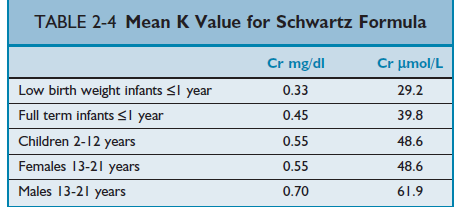 TABLE 2-4 Mean K Value for Schwartz Formula
Cr mg/dl Cr µmol/L
Low birth weight infants ≤1 year 0.33 29.2
Full term infants ≤1 year 0.45 39.8
Children 2-12 years 0.55 48.6
Females 13-21 years 0.55 48.6
Males 13-21 years 0.70 61.9